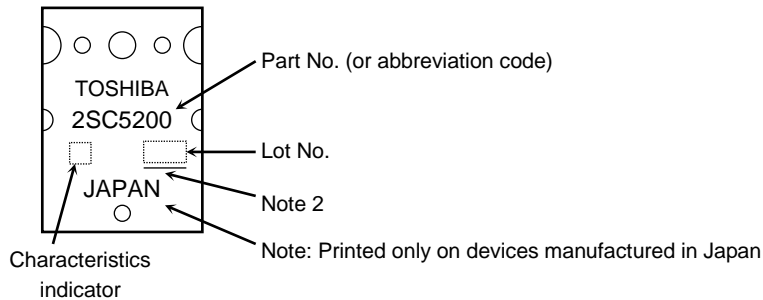 TOSHIBA
2SC5200
JAPAN
Part No. (or abbreviation code)
Lot No.
Note 2
Note: Printed only on devices manufactured in Japan
Characteristics
indicator